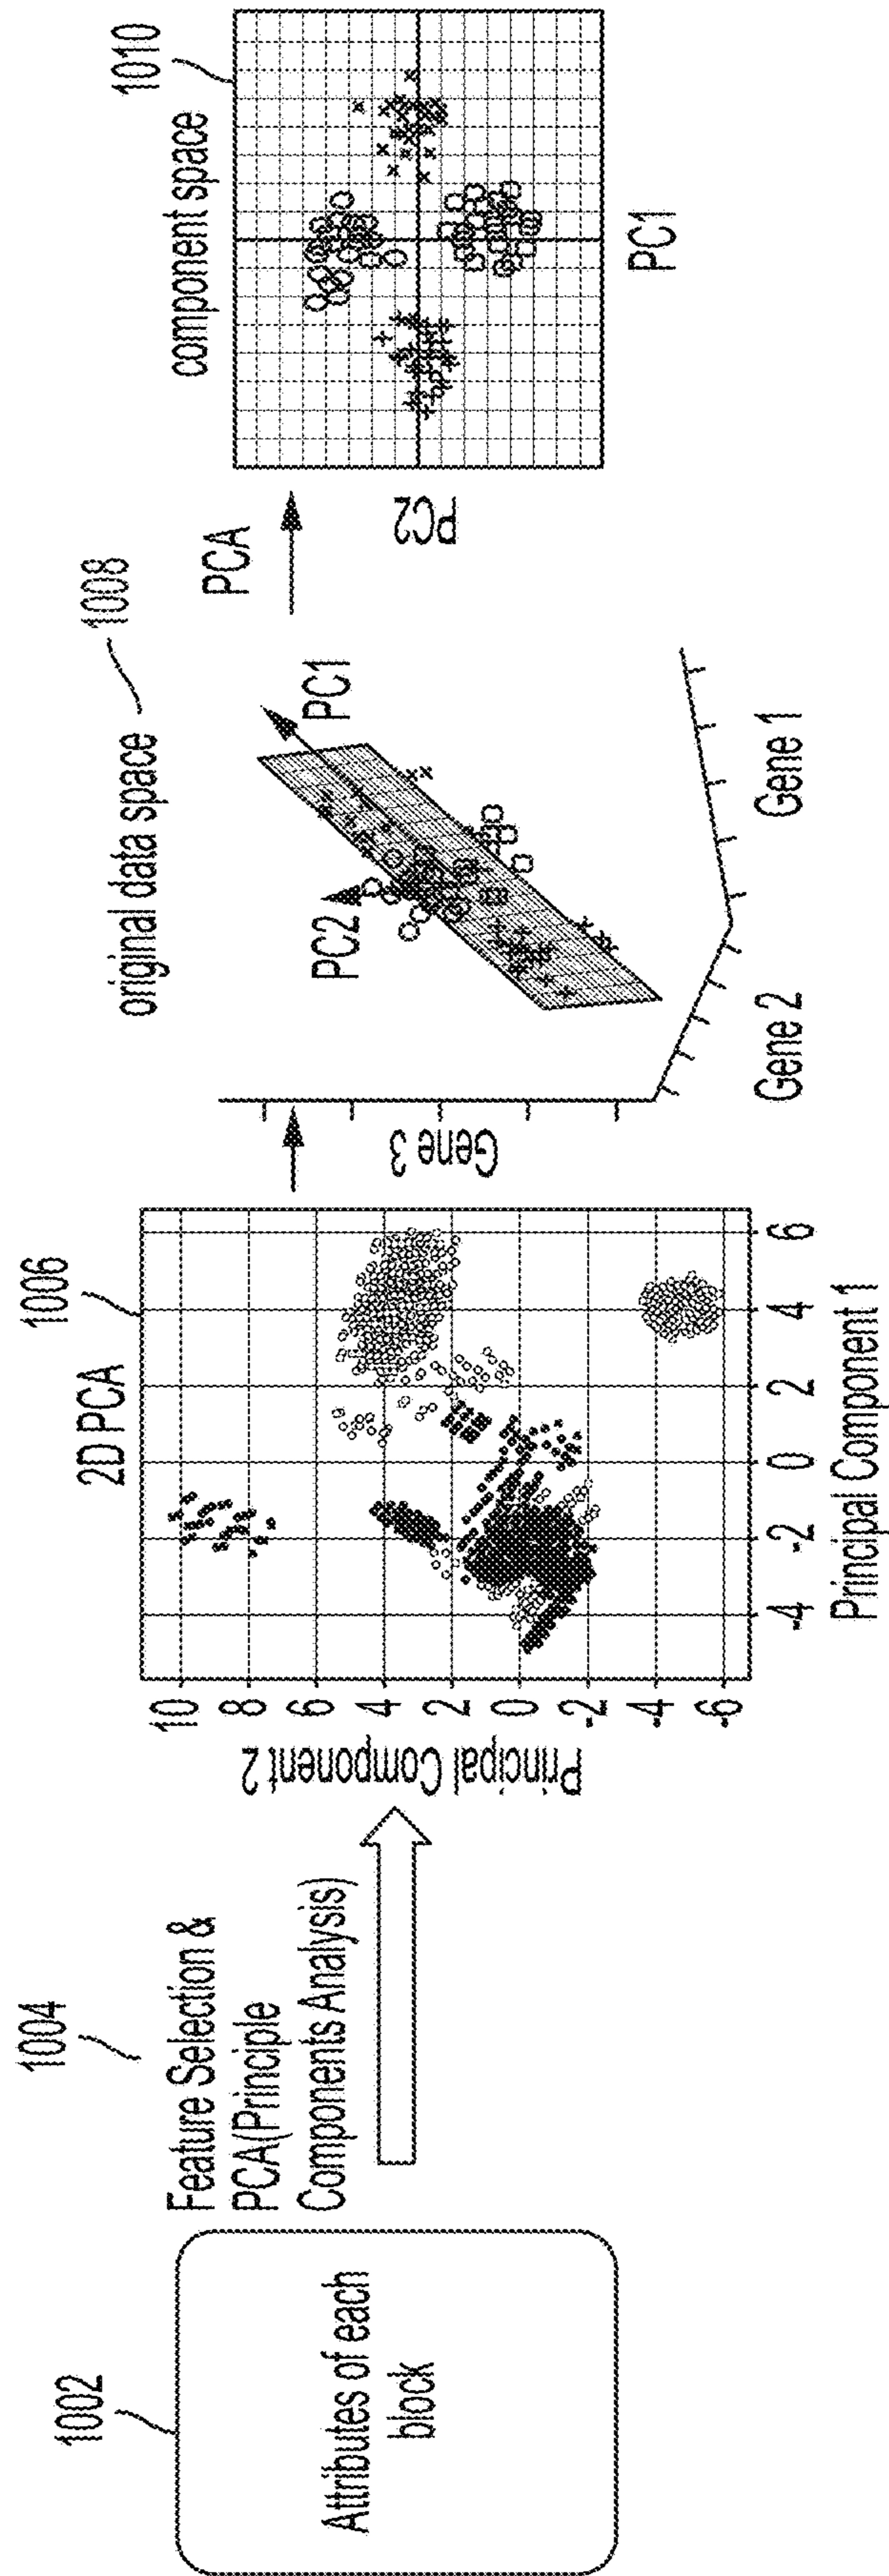 1002
Attributes of each
block
1004
Feature Selection &
PCA(Principle
Components Analysis)
1006
2D PCA
Principal Component 2
10
8
6
4
2
0
-2
-4
-6
-4
-2
0
2
4
6
Principal Component 1
1008
original data space
Gene 3
PC2
PC1
Gene 2
Gene 1
PCA
1010
component space
PC2
PC1